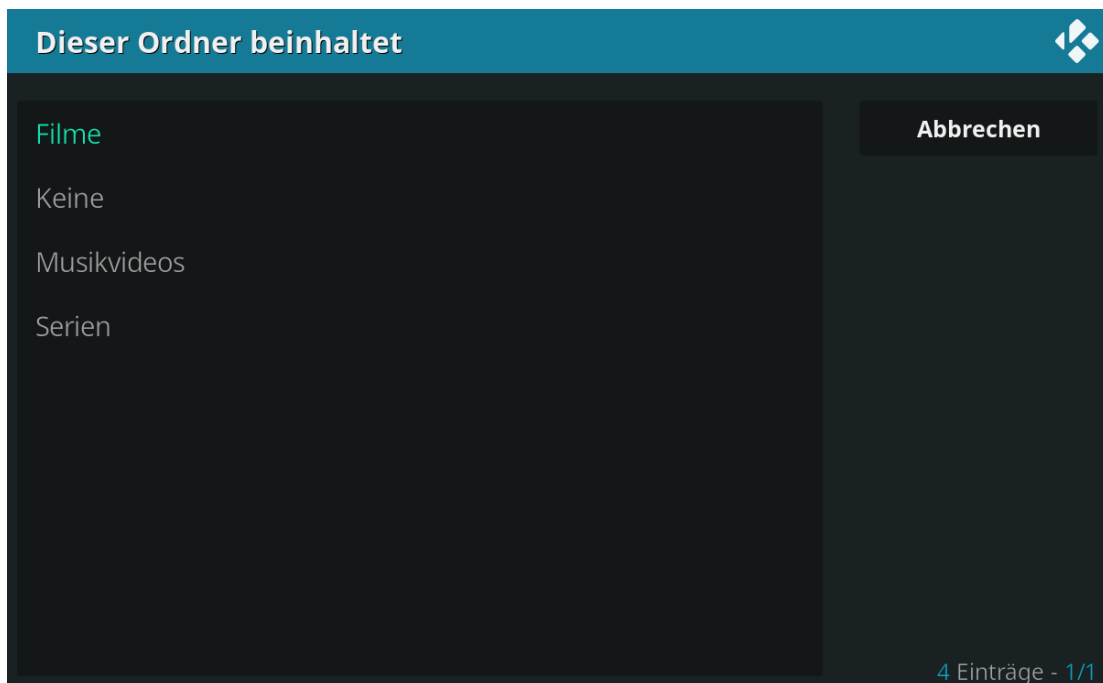 Dieser Ordner beinhaltet
Filme
Abbrechen
Keine
Musikvideos
Serien
4 Einträge - 1/1